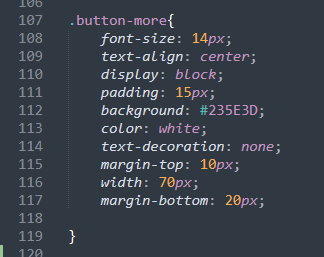 106
107 .button-more{
108 font-size: 14px;
109 text-align: center;
110 display: block;
111 padding: 15px;
112 background: #235E3D;
113 color: white;
114 text-decoration: none;
115 margin-top: 10px;
116 width: 70px;
117 margin-bottom: 20px;
118
119 }
120